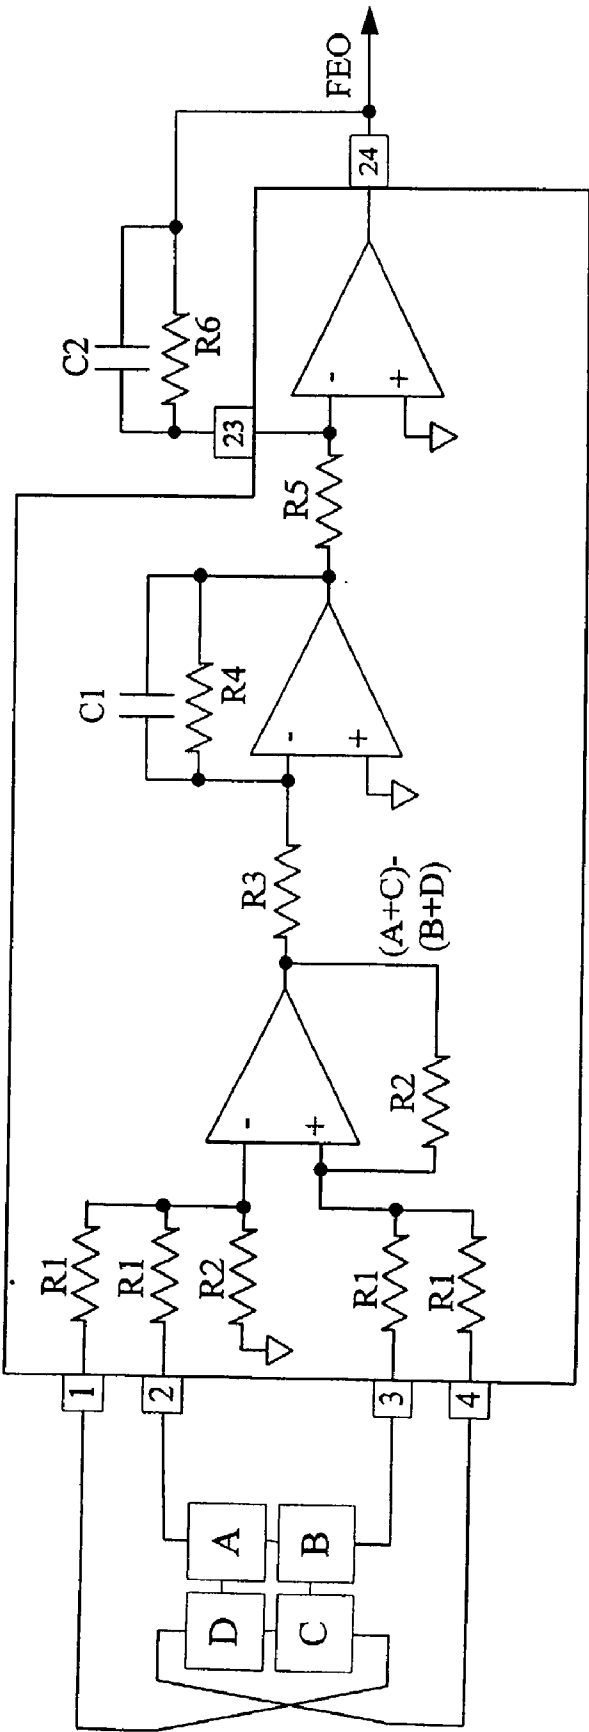 1
2
3
4
A
B
C
D
R1
R1
R2
R1
R1
-
+
R2
(A+C)-
(B+D)
R3
C1
R4
-
+
R5
23
C2
R6
-
+
24
FEO